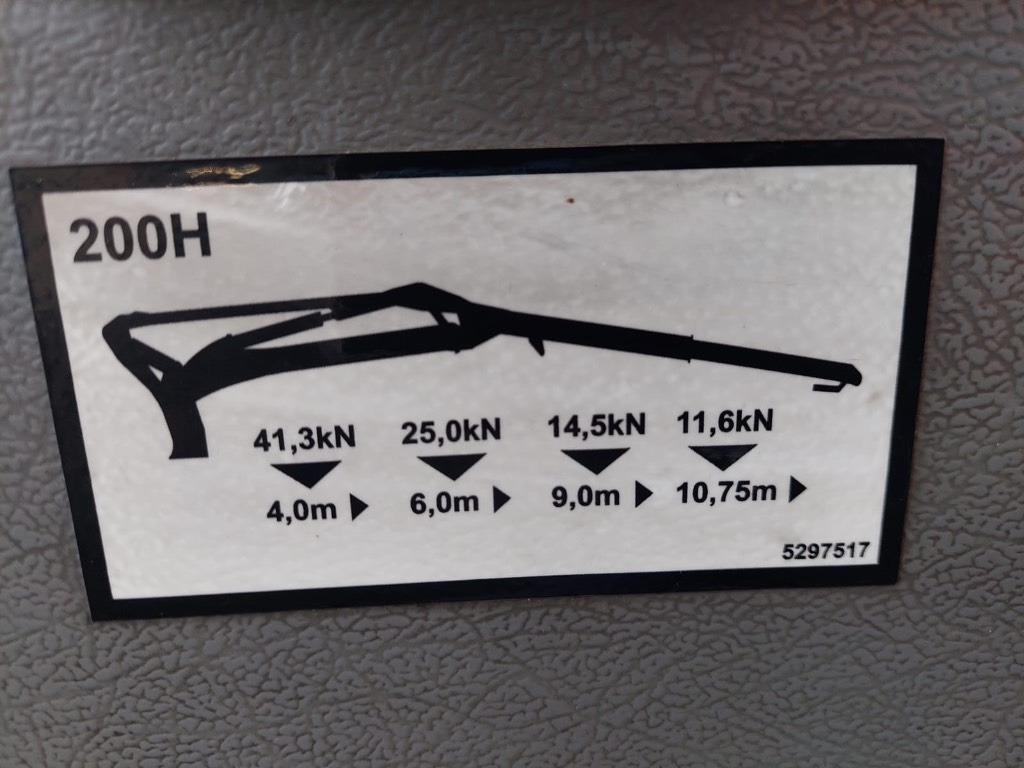 200H
41,3kN 25,0kN 14,5kN 11,6kN
4,0m 6,0m 9,0m 10,75m
5297517